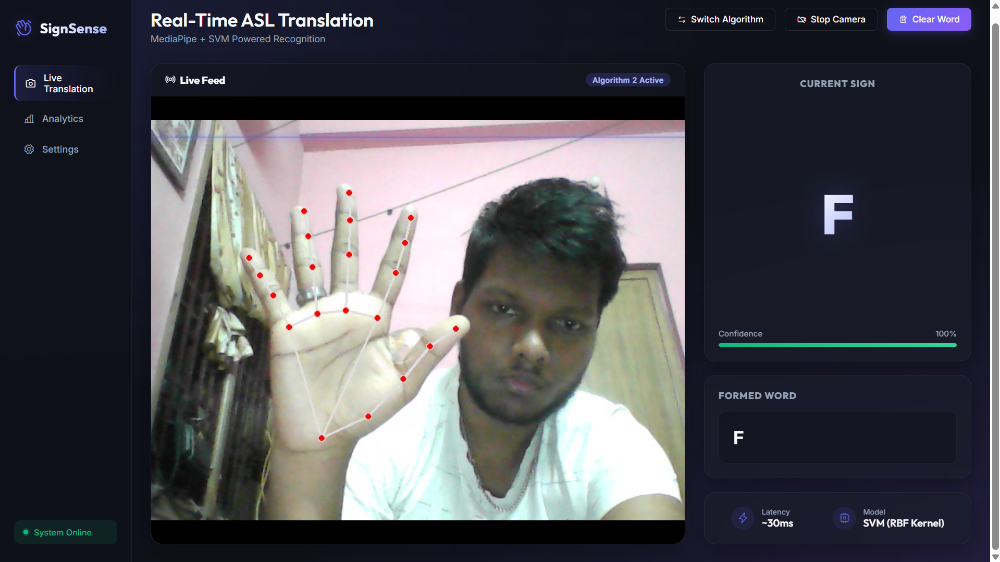 SignSense
Live
Translation
Analytics
Settings
System Online
Real-Time ASL Translation
MediaPipe + SVM Powered Recognition
Switch Algorithm
Stop Camera
Clear Word
Live Feed
Algorithm 2 Active
CURRENT SIGN
F
Confidence 100%
FORMED WORD
F
Latency
~30ms
Model
SVM (RBF Kernel)